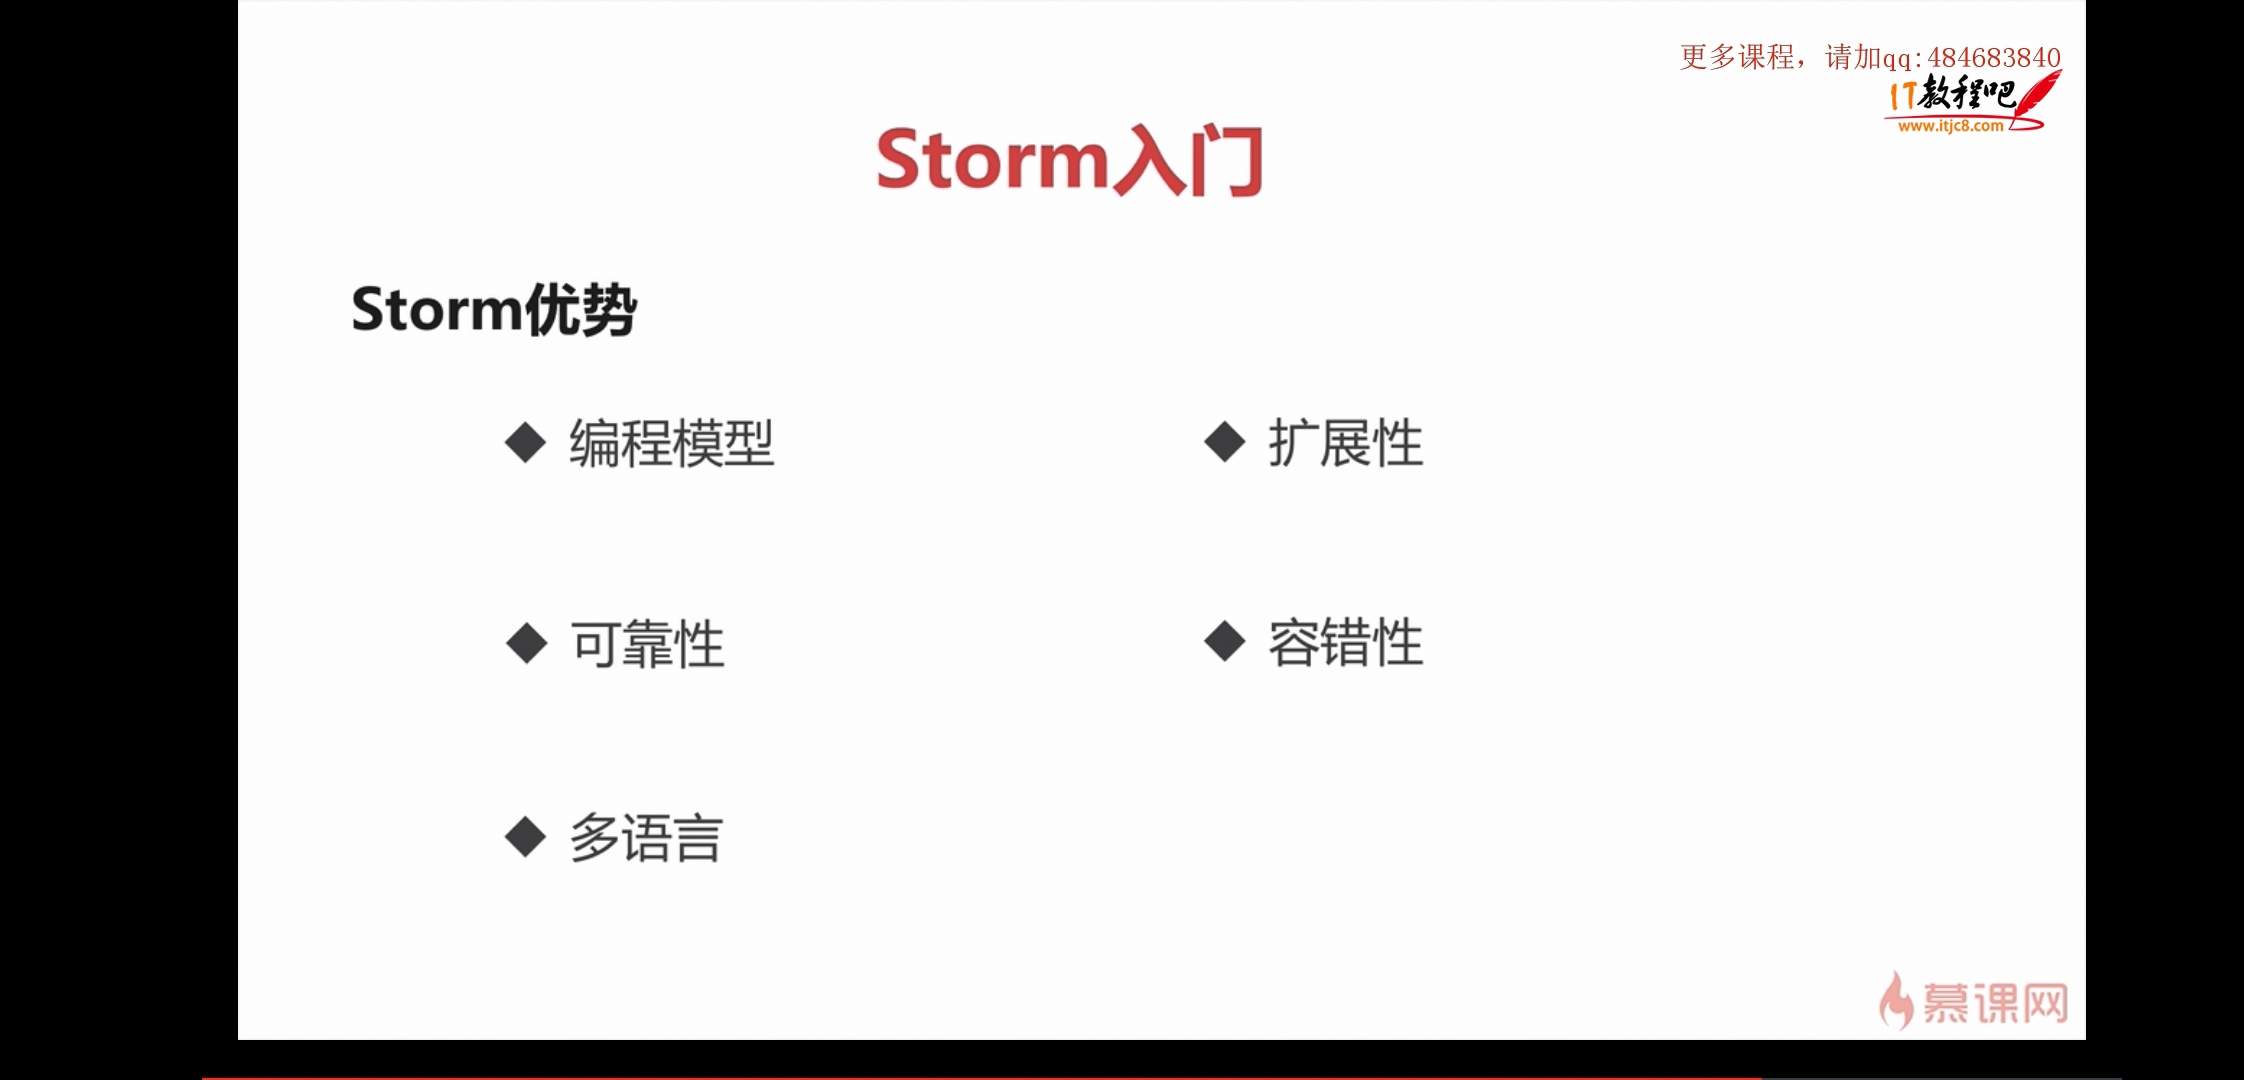 更多课程，请加qq:484683840
IT教程吧
www.itjc8.com
Storm入门
Storm优势
◆ 编程模型
◆ 扩展性
◆ 可靠性
◆ 容错性
◆ 多语言
慕课网